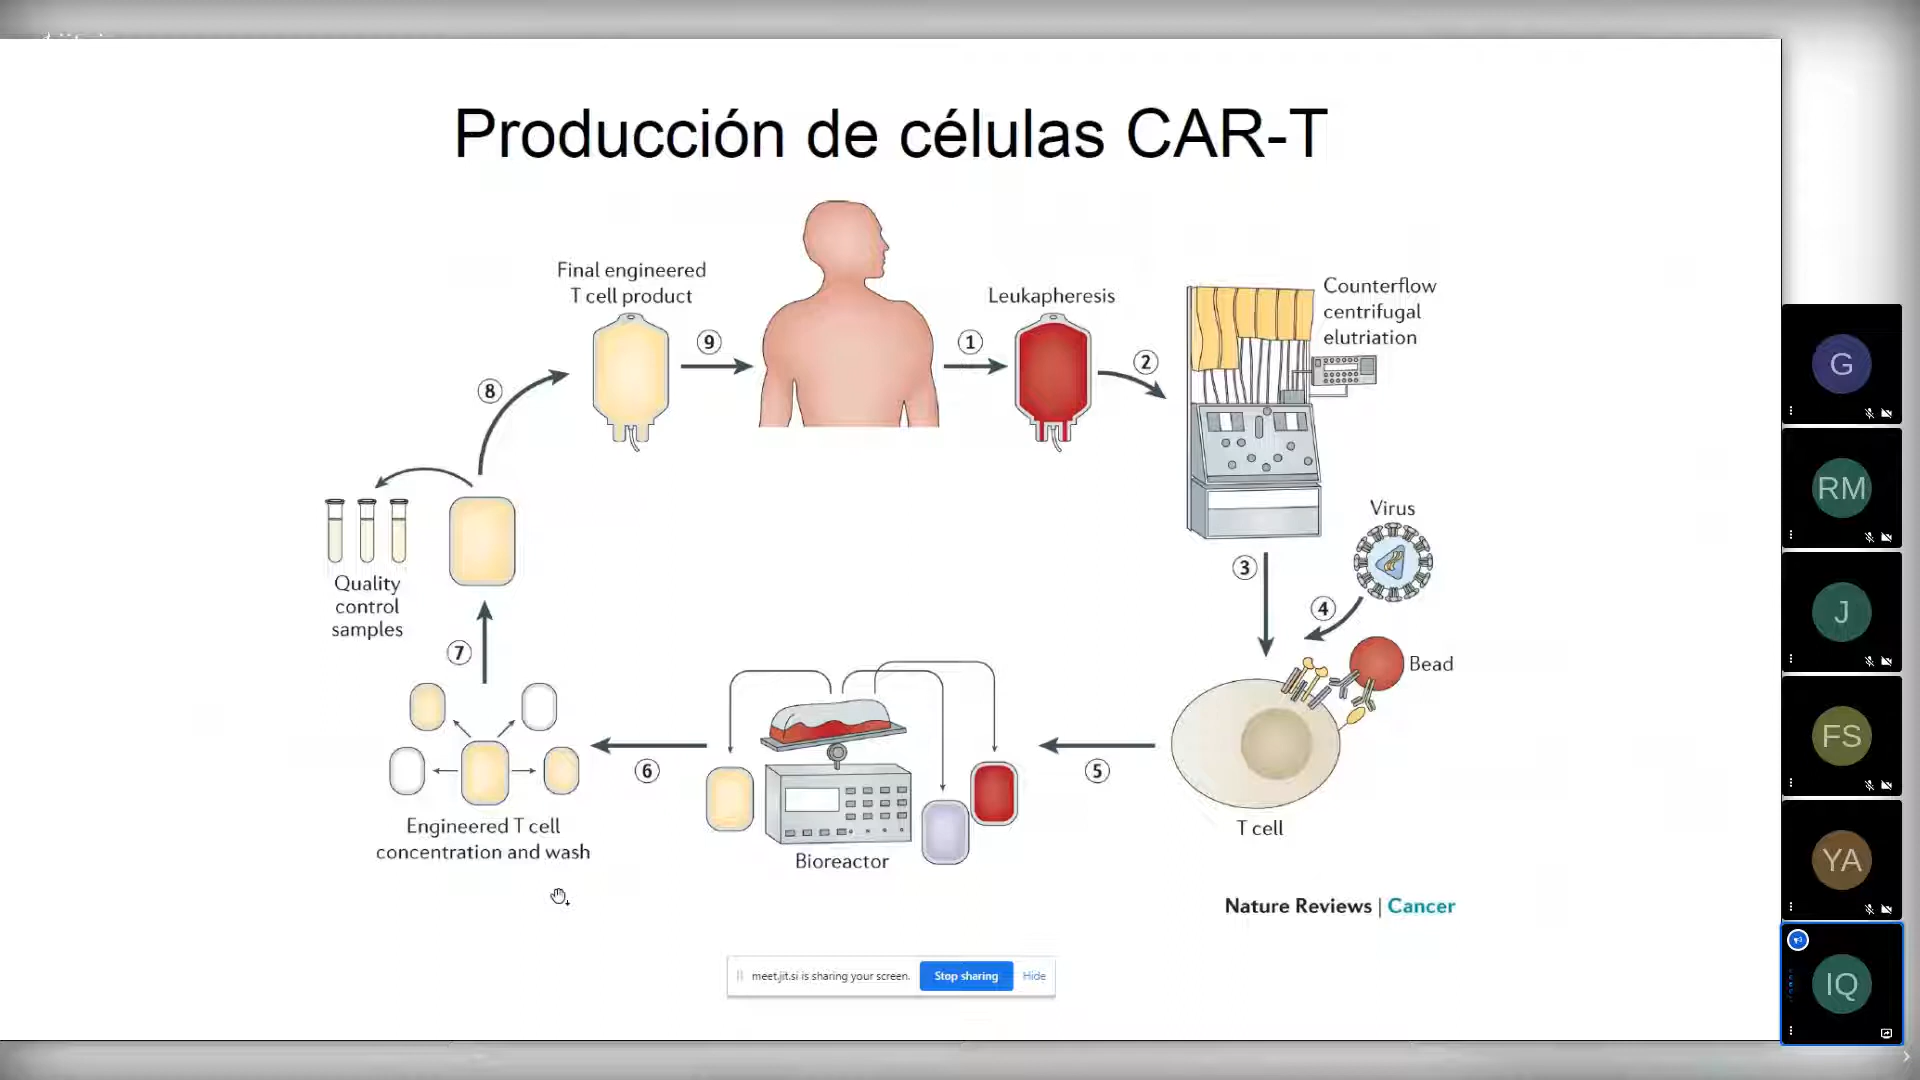 Producción de células CAR-T
Final engineered
T cell product
Leukapheresis
Counterflow
centrifugal
elutriation
9
1
2
8
Virus
3
4
Quality
control
samples
7
Bead
6
5
T cell
Engineered T cell
concentration and wash
Bioreactor
Nature Reviews | Cancer
meet.jit.si is sharing your screen.
Stop sharing
Hide
G
RM
J
FS
YA
IQ